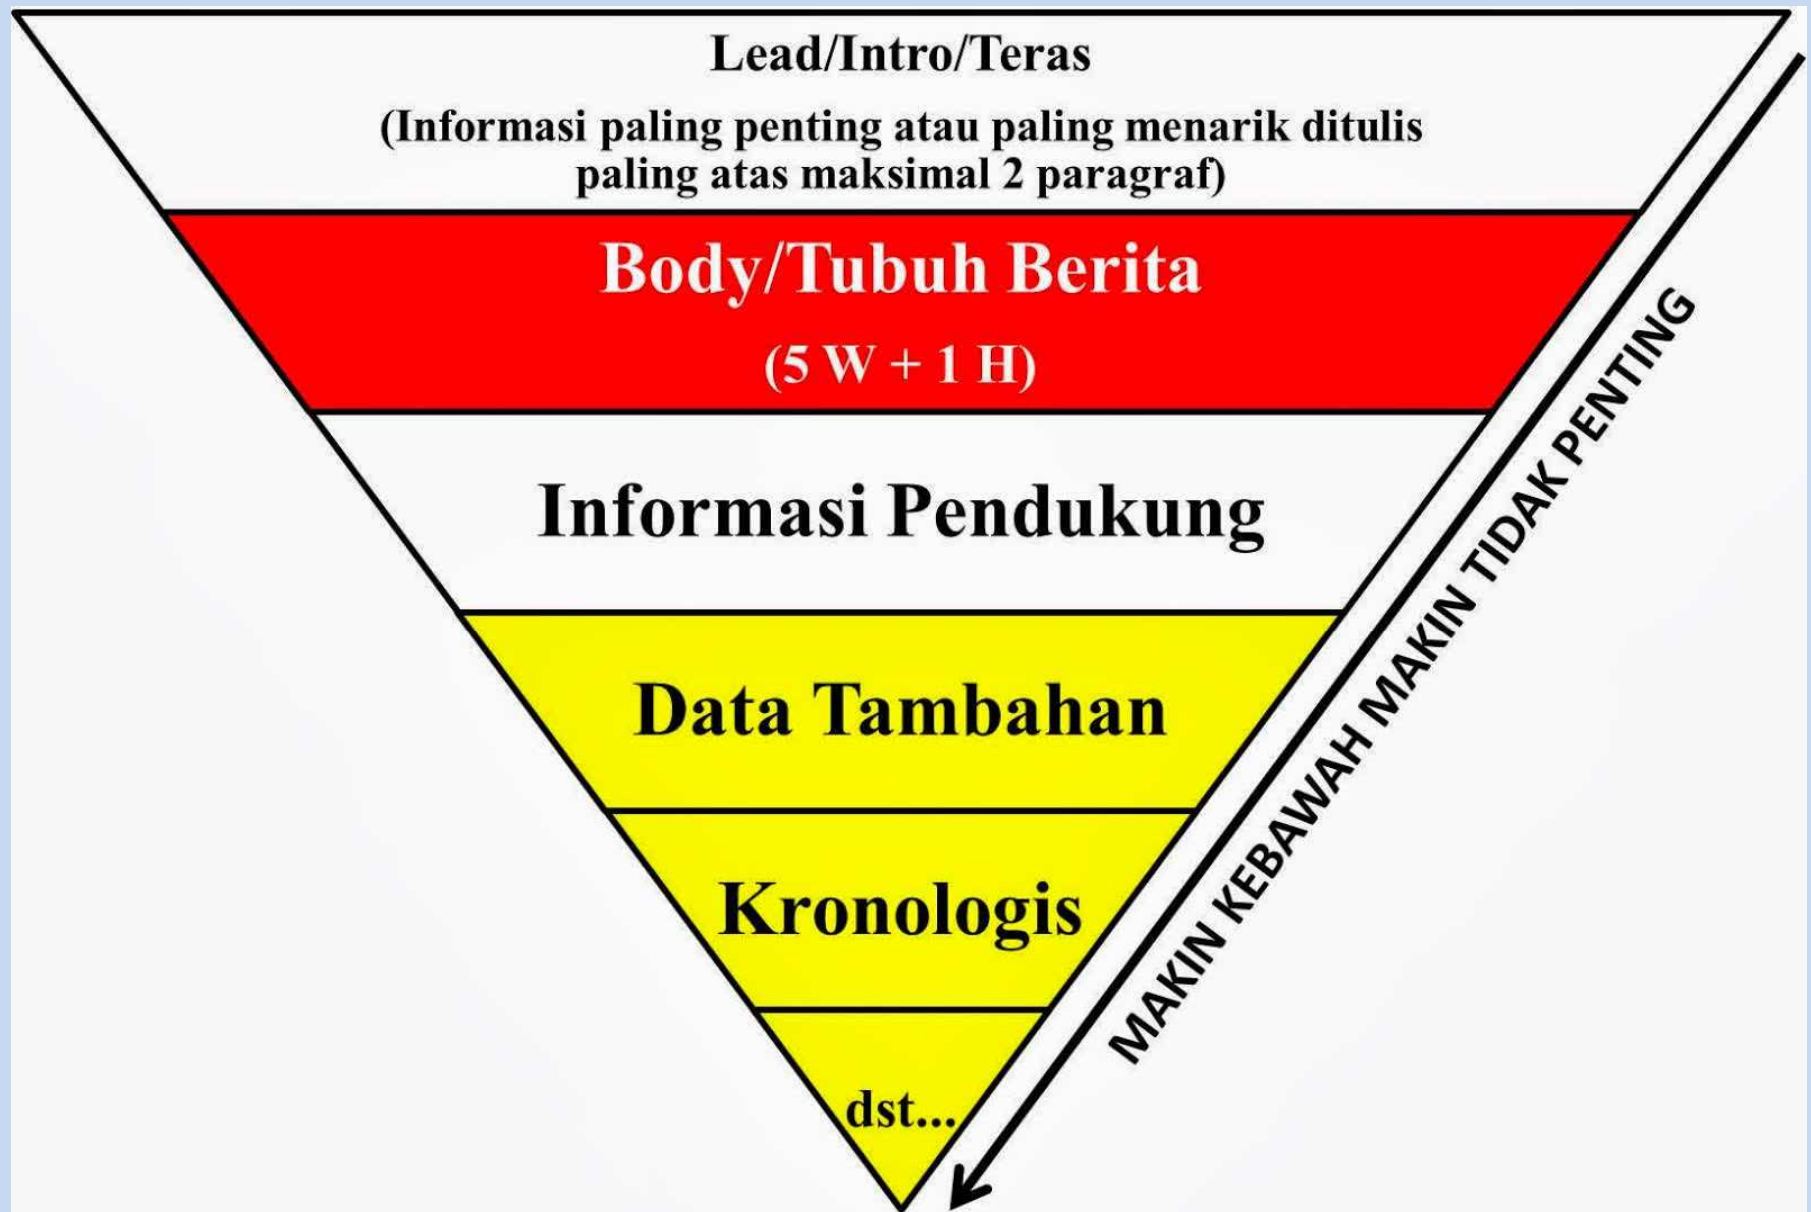 Lead/Intro/Teras
(Informasi paling penting atau paling menarik ditulis
paling atas maksimal 2 paragraf)
Body/Tubuh Berita
(5 W + 1 H)
Informasi Pendukung
Data Tambahan
Kronologis
dst...
MAKIN KEBAWAH MAKIN TIDAK PENTING